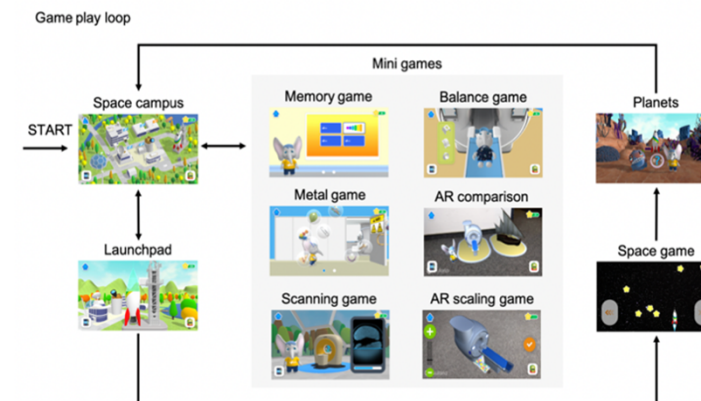 Game play loop
Mini games
Space campus
Memory game
Balance game
Planets
START
Metal game
AR comparison
Launchpad
Space game
Scanning game
AR scaling game